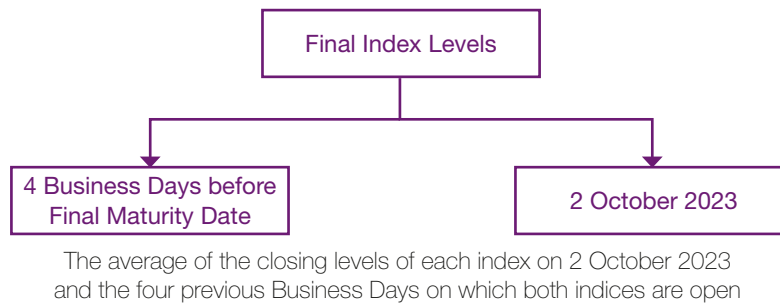 Final Index Levels
4 Business Days before
Final Maturity Date
2 October 2023
The average of the closing levels of each index on 2 October 2023
and the four previous Business Days on which both indices are open